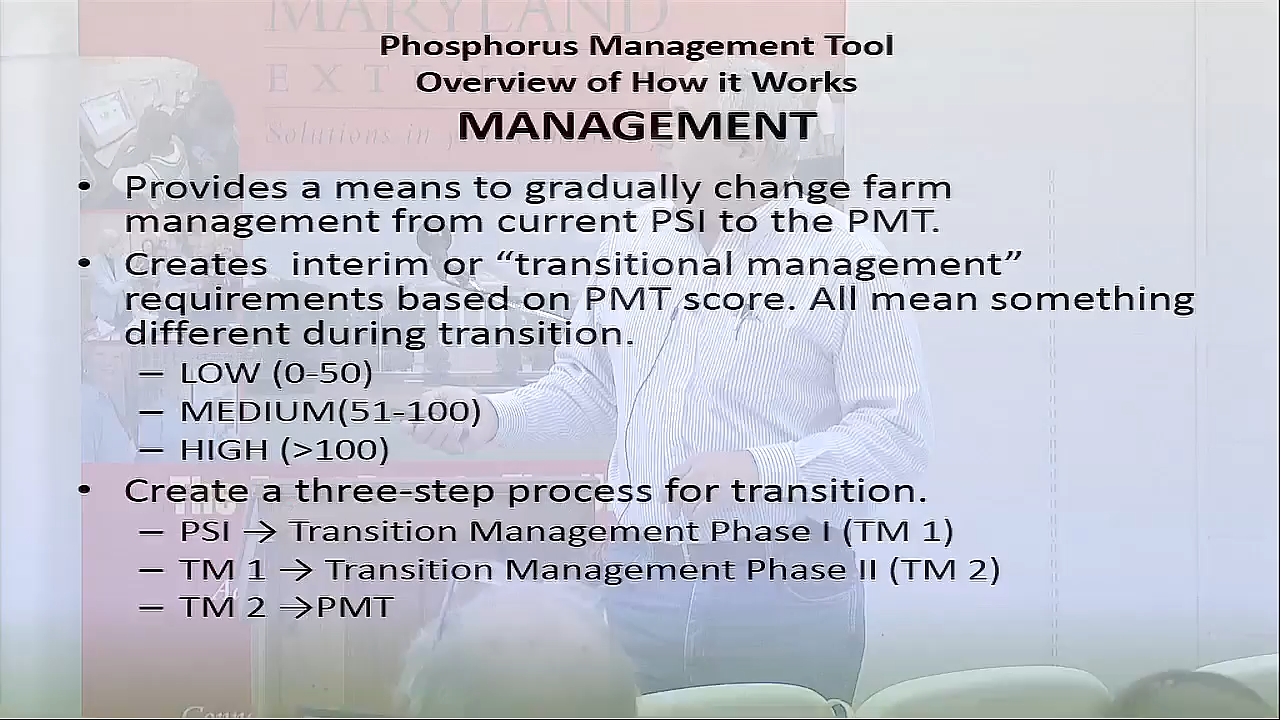 MARYLAND
Phosphorus Management Tool
Overview of How it Works
MANAGEMENT
Solutions in
• Provides a means to gradually change farm
management from current PSI to the PMT.
• Creates interim or “transitional management”
requirements based on PMT score. All mean something
different during transition.
– LOW (0-50)
– MEDIUM(51-100)
– HIGH (>100)
• Create a three-step process for transition.
– PSI → Transition Management Phase I (TM 1)
– TM 1 → Transition Management Phase II (TM 2)
– TM 2 →PMT